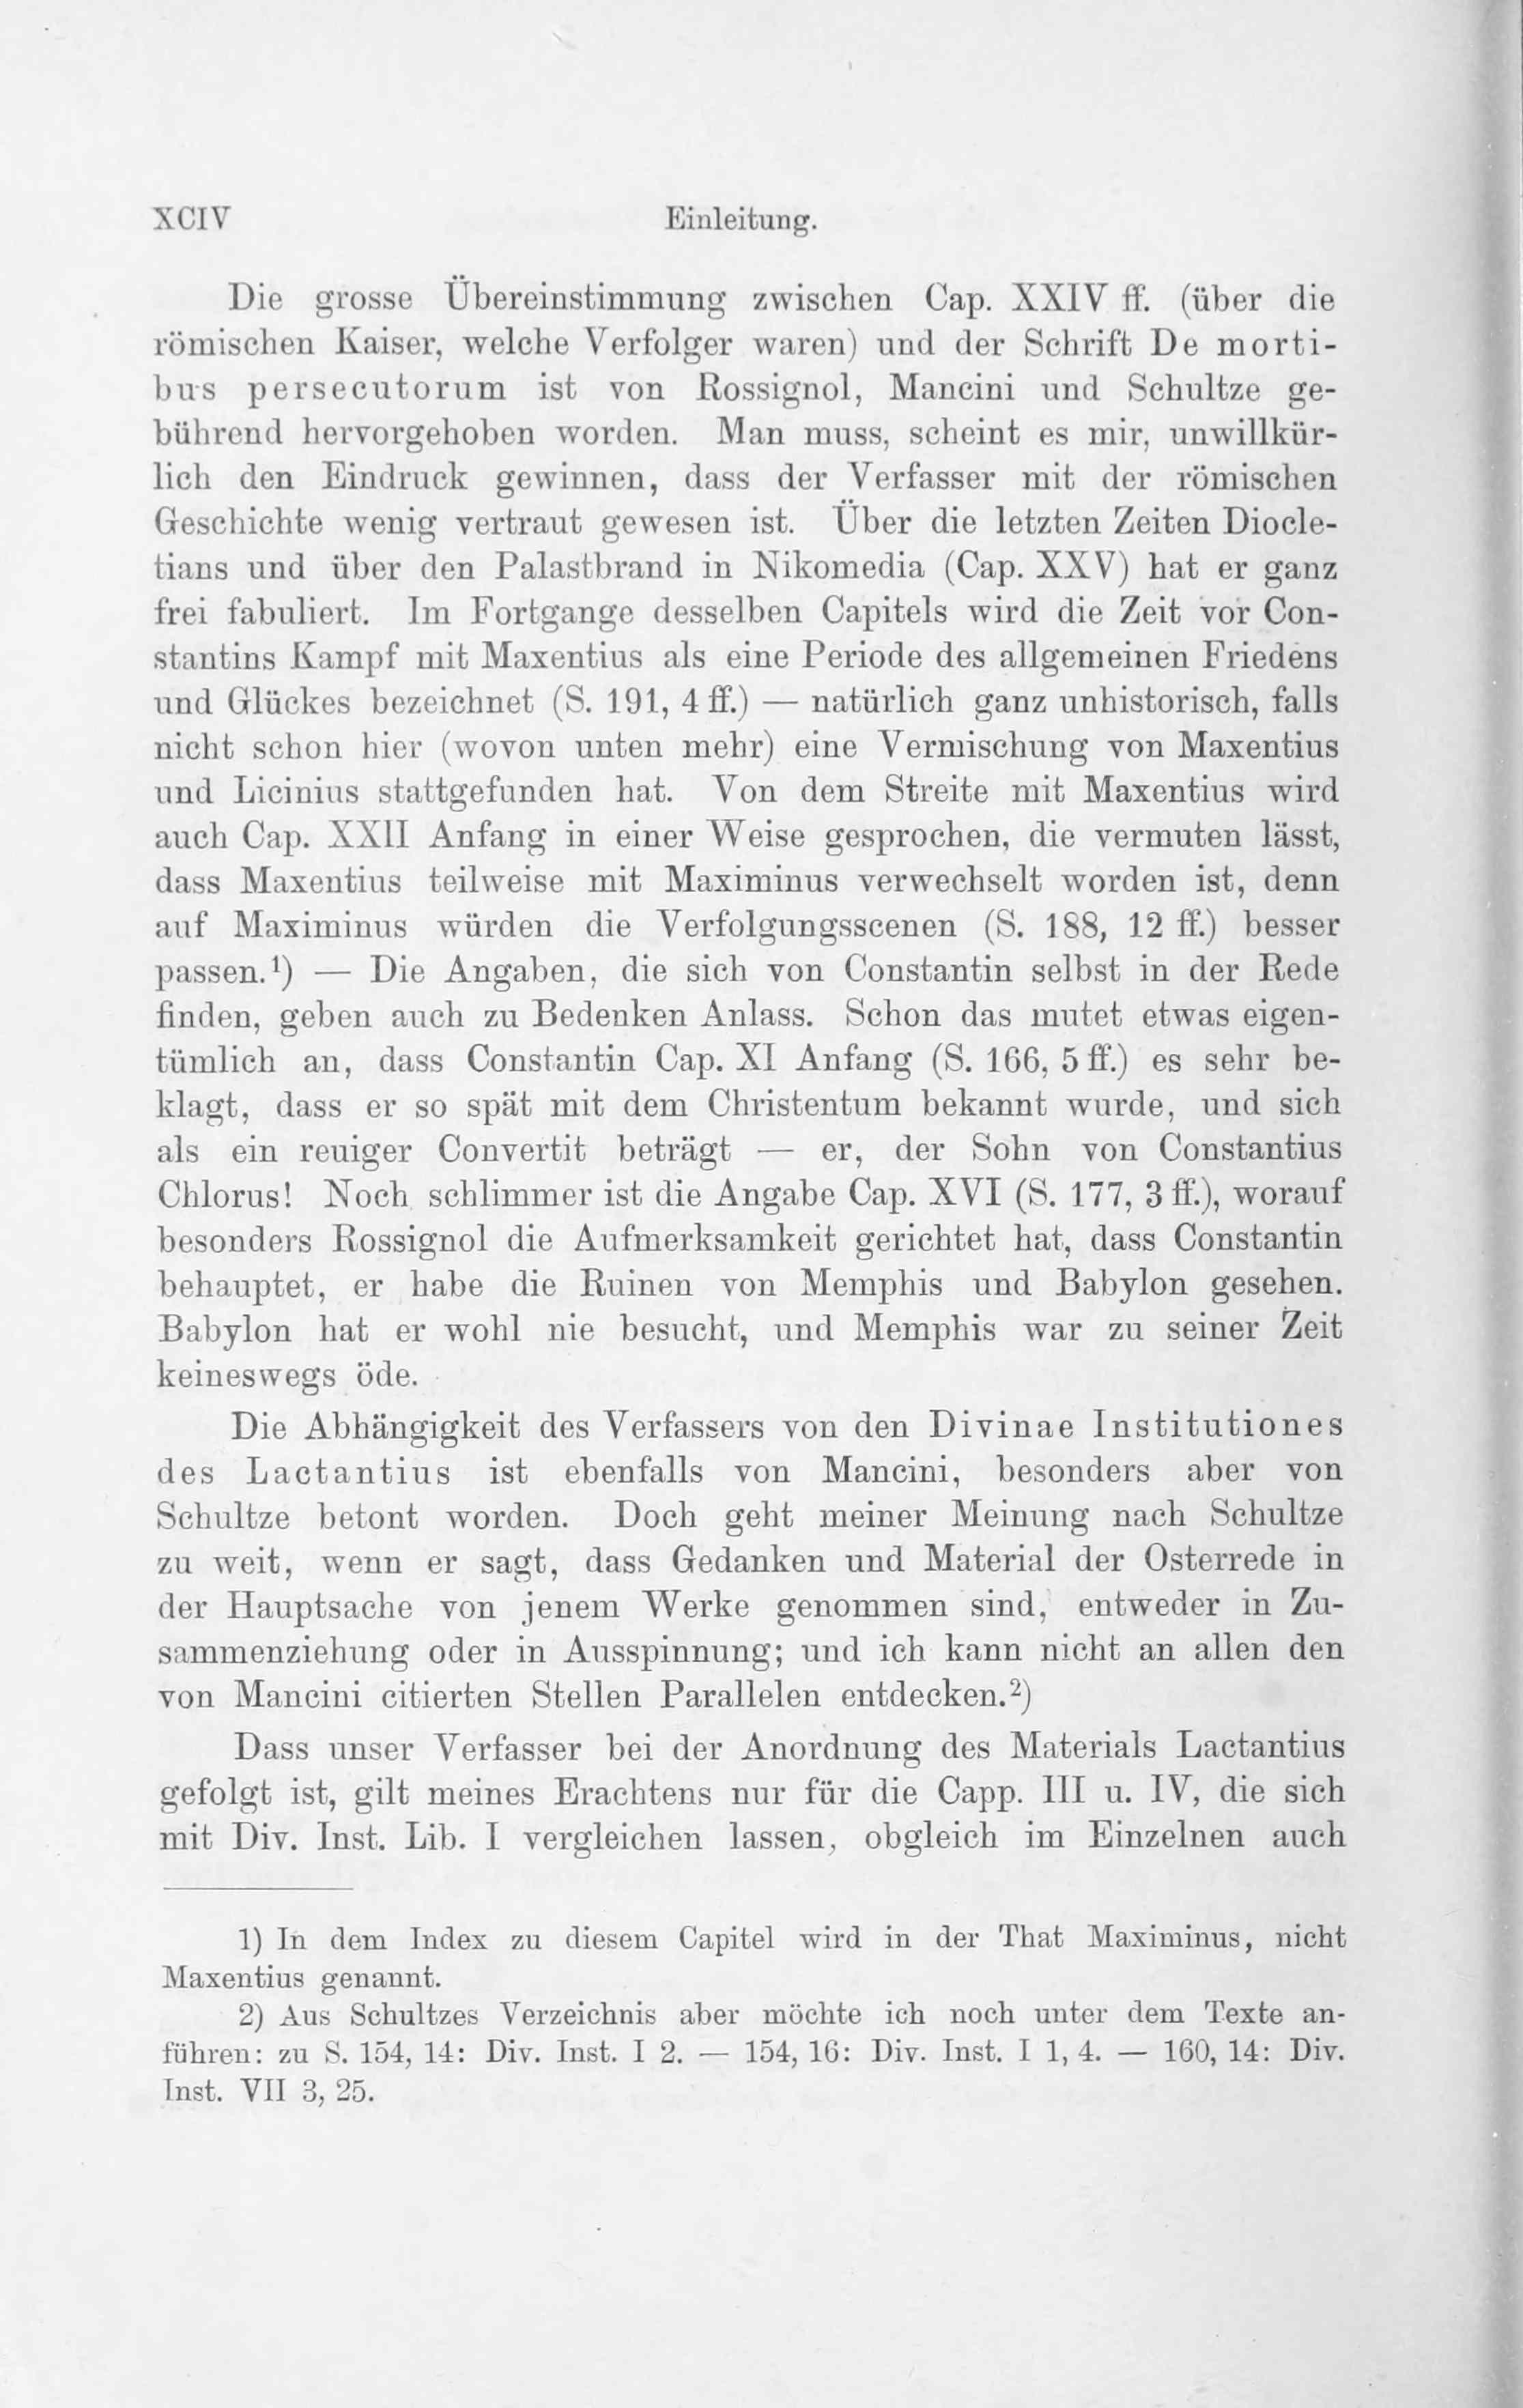 XCIV Einleitung.
Die grosse Übereinstimmung zwischen Cap. XXIV ff. (über die
römischen Kaiser, welche Verfolger waren) und der Schrift De morti-
bus persecutorum ist von Rossignol, Mancini und Schultze ge-
bührend hervorgehoben worden. Man muss, scheint es mir, unwillkür-
lich den Eindruck gewinnen, dass der Verfasser mit der römischen
Geschichte wenig vertraut gewesen ist. Über die letzten Zeiten Diocle-
tians und über den Palastbrand in Nikomedia (Cap. XXV) hat er ganz
frei fabuliert. Im Fortgange desselben Capitels wird die Zeit vor Con-
stantins Kampf mit Maxentius als eine Periode des allgemeinen Friedens
und Glückes bezeichnet (S. 191, 4 ff.) — natürlich ganz unhistorisch, falls
nicht schon hier (wovon unten mehr) eine Vermischung von Maxentius
und Licinius stattgefunden hat. Von dem Streite mit Maxentius wird
auch Cap. XXII Anfang in einer Weise gesprochen, die vermuten lässt,
dass Maxentius teilweise mit Maximinus verwechselt worden ist, denn
auf Maximinus würden die Verfolgungsscenen (S. 188, 12 ff.) besser
passen.¹) — Die Angaben, die sich von Constantin selbst in der Rede
finden, geben auch zu Bedenken Anlass. Schon das mutet etwas eigen-
tümlich an, dass Constantin Cap. XI Anfang (S. 166, 5 ff.) es sehr be-
klagt, dass er so spät mit dem Christentum bekannt wurde, und sich
als ein reuiger Convertit beträgt — er, der Sohn von Constantius
Chlorus! Noch schlimmer ist die Angabe Cap. XVI (S. 177, 3 ff.), worauf
besonders Rossignol die Aufmerksamkeit gerichtet hat, dass Constantin
behauptet, er habe die Ruinen von Memphis und Babylon gesehen.
Babylon hat er wohl nie besucht, und Memphis war zu seiner Zeit
keineswegs öde.
Die Abhängigkeit des Verfassers von den Divinae Institutiones
des Lactantius ist ebenfalls von Mancini, besonders aber von
Schultze betont worden. Doch geht meiner Meinung nach Schultze
zu weit, wenn er sagt, dass Gedanken und Material der Osterrede in
der Hauptsache von jenem Werke genommen sind, entweder in Zu-
sammenziehung oder in Ausspinnung; und ich kann nicht an allen den
von Mancini citierten Stellen Parallelen entdecken.²)
Dass unser Verfasser bei der Anordnung des Materials Lactantius
gefolgt ist, gilt meines Erachtens nur für die Capp. III u. IV, die sich
mit Div. Inst. Lib. I vergleichen lassen, obgleich im Einzelnen auch
1) In dem Index zu diesem Capitel wird in der That Maximinus, nicht
Maxentius genannt.
2) Aus Schultzes Verzeichnis aber möchte ich noch unter dem Texte an-
führen: zu S. 154, 14: Div. Inst. I 2. — 154, 16: Div. Inst. I 1, 4. — 160, 14: Div.
Inst. VII 3, 25.